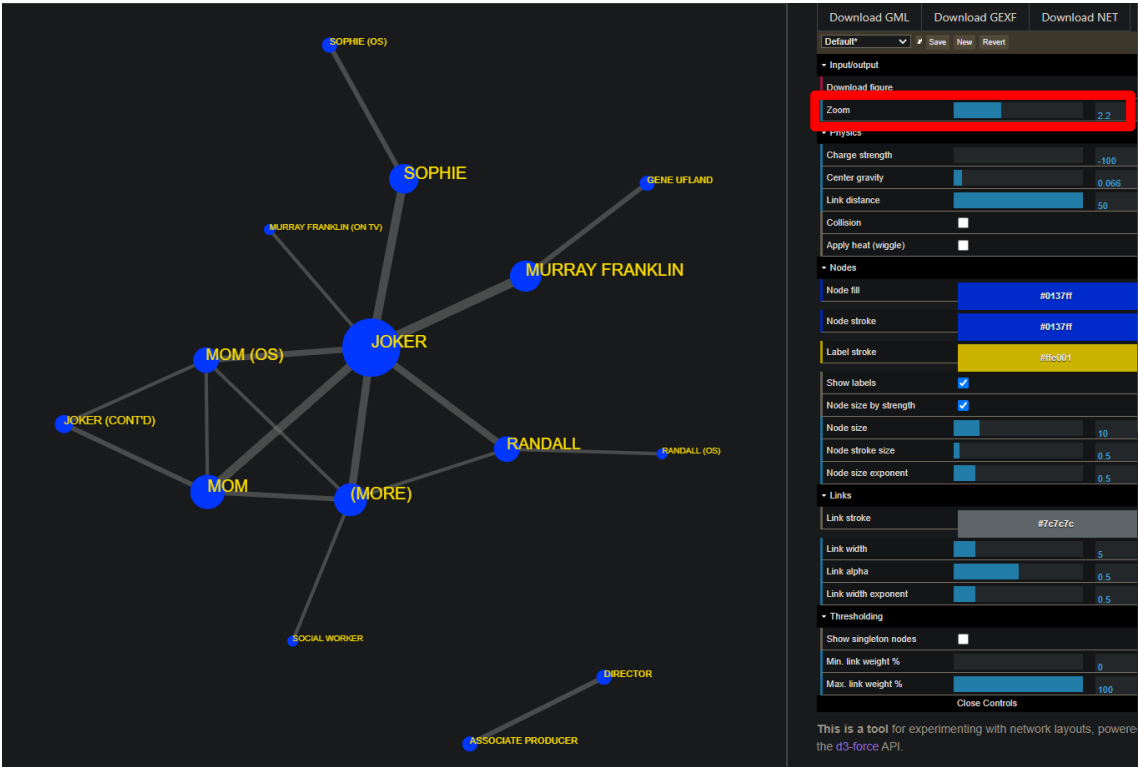 SOPHIE (OS)
SOPHIE
GENE UFLAND
MURRAY FRANKLIN (ON TV)
MURRAY FRANKLIN
JOKER
MOM (OS)
JOKER (CONT'D)
RANDALL
RANDALL (OS)
MOM
(MORE)
SOCIAL WORKER
DIRECTOR
ASSOCIATE PRODUCER
Download GML Download GEXF Download NET
Default* Save New Revert
Input/output
Download figure
Zoom 2.2
Physics
Charge strength -100
Center gravity 0.066
Link distance 50
Collision
Apply heat (wiggle)
Nodes
Node fill #0137ff
Node stroke #0137ff
Label stroke #ffe001
Show labels
Node size by strength
Node size 10
Node stroke size 0.5
Node size exponent 0.5
Links
Link stroke #7c7c7c
Link width 5
Link alpha 0.5
Link width exponent 0.5
Thresholding
Show singleton nodes
Min. link weight % 0
Max. link weight % 100
Close Controls
This is a tool for experimenting with network layouts, powere
the d3-force API.